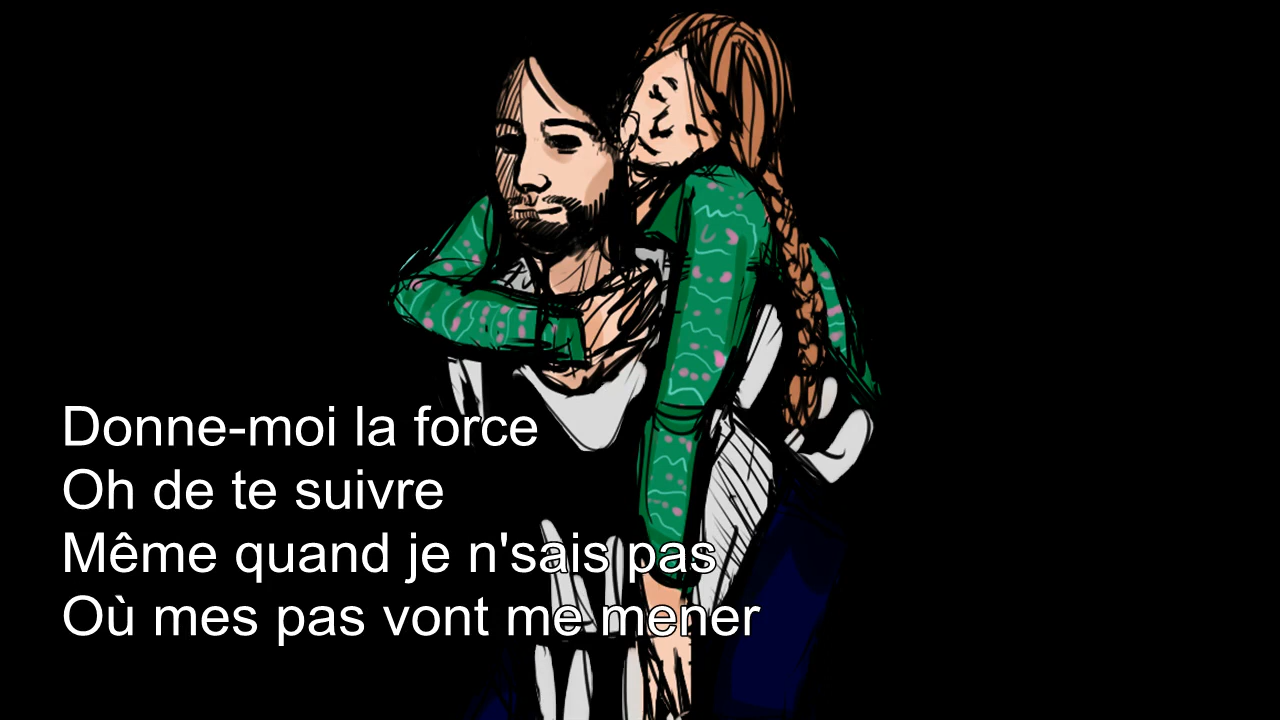 Donne-moi la force
Oh de te suivre
Même quand je n'sais pas
Où mes pas vont me mener